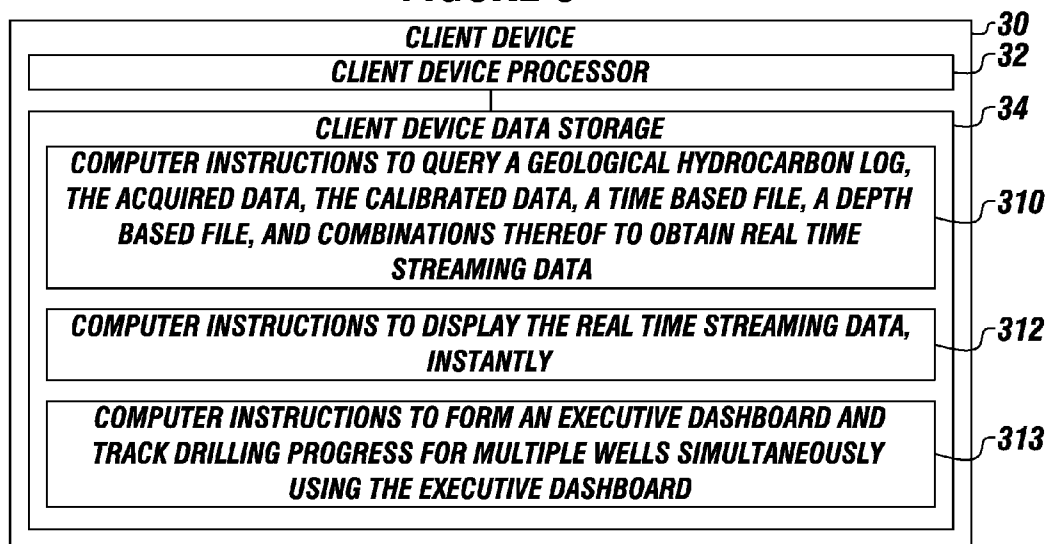 30
CLIENT DEVICE
32
CLIENT DEVICE PROCESSOR
34
CLIENT DEVICE DATA STORAGE
COMPUTER INSTRUCTIONS TO QUERY A GEOLOGICAL HYDROCARBON LOG,
THE ACQUIRED DATA, THE CALIBRATED DATA, A TIME BASED FILE, A DEPTH
BASED FILE, AND COMBINATIONS THEREOF TO OBTAIN REAL TIME
STREAMING DATA
310
COMPUTER INSTRUCTIONS TO DISPLAY THE REAL TIME STREAMING DATA,
INSTANTLY
312
COMPUTER INSTRUCTIONS TO FORM AN EXECUTIVE DASHBOARD AND
TRACK DRILLING PROGRESS FOR MULTIPLE WELLS SIMULTANEOUSLY
USING THE EXECUTIVE DASHBOARD
313